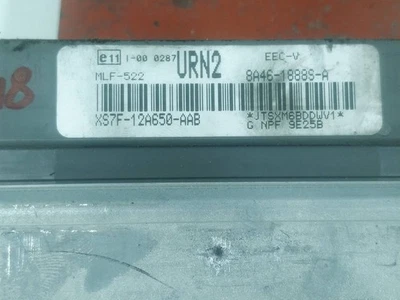 e11 1-00 0287 URN2 EEC-V
MLF-522 8A46-1888S-A
XS7F-12A650-AAB *JTSXM6BDDWV1*
G NPF 9E25B